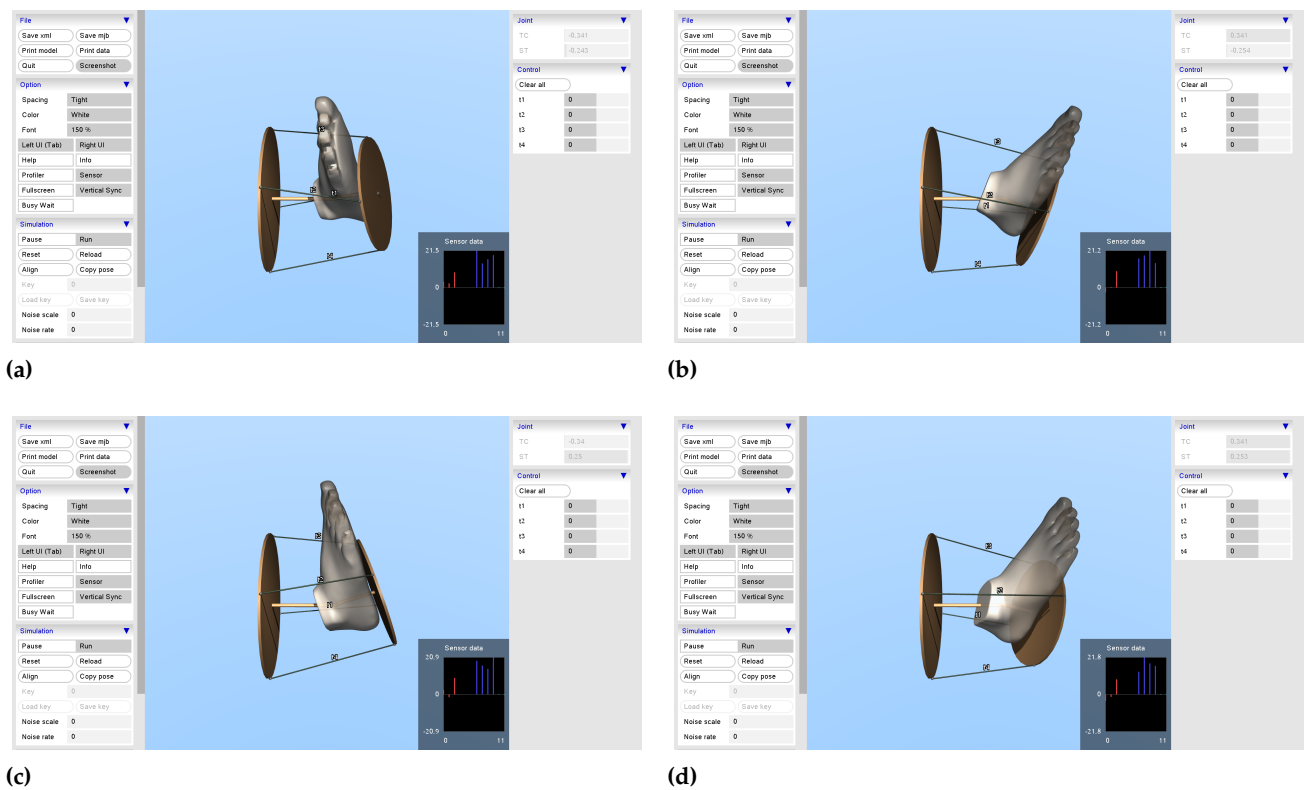 File
Save xml Save mjb
Print model Print data
Quit Screenshot
Option
Spacing Tight
Color White
Font 150 %
Left UI (Tab) Right UI
Help Info
Profiler Sensor
Fullscreen Vertical Sync
Busy Wait
Simulation
Pause Run
Reset Reload
Align Copy pose
Key 0
Load key Save key
Noise scale 0
Noise rate 0
Sensor data
21.5
0
-21.5
0 11
Joint
TC -0.341
ST -0.243
Control
Clear all
t1 0
t2 0
t3 0
t4 0
(a)
File
Save xml Save mjb
Print model Print data
Quit Screenshot
Option
Spacing Tight
Color White
Font 150 %
Left UI (Tab) Right UI
Help Info
Profiler Sensor
Fullscreen Vertical Sync
Busy Wait
Simulation
Pause Run
Reset Reload
Align Copy pose
Key 0
Load key Save key
Noise scale 0
Noise rate 0
Sensor data
21.2
0
-21.2
0 11
Joint
TC 0.341
ST -0.254
Control
Clear all
t1 0
t2 0
t3 0
t4 0
(b)
File
Save xml Save mjb
Print model Print data
Quit Screenshot
Option
Spacing Tight
Color White
Font 150 %
Left UI (Tab) Right UI
Help Info
Profiler Sensor
Fullscreen Vertical Sync
Busy Wait
Simulation
Pause Run
Reset Reload
Align Copy pose
Key 0
Load key Save key
Noise scale 0
Noise rate 0
Sensor data
20.9
0
-20.9
0 11
Joint
TC -0.34
ST 0.25
Control
Clear all
t1 0
t2 0
t3 0
t4 0
(c)
File
Save xml Save mjb
Print model Print data
Quit Screenshot
Option
Spacing Tight
Color White
Font 150 %
Left UI (Tab) Right UI
Help Info
Profiler Sensor
Fullscreen Vertical Sync
Busy Wait
Simulation
Pause Run
Reset Reload
Align Copy pose
Key 0
Load key Save key
Noise scale 0
Noise rate 0
Sensor data
21.8
0
-21.8
0 11
Joint
TC 0.341
ST 0.253
Control
Clear all
t1 0
t2 0
t3 0
t4 0
(d)